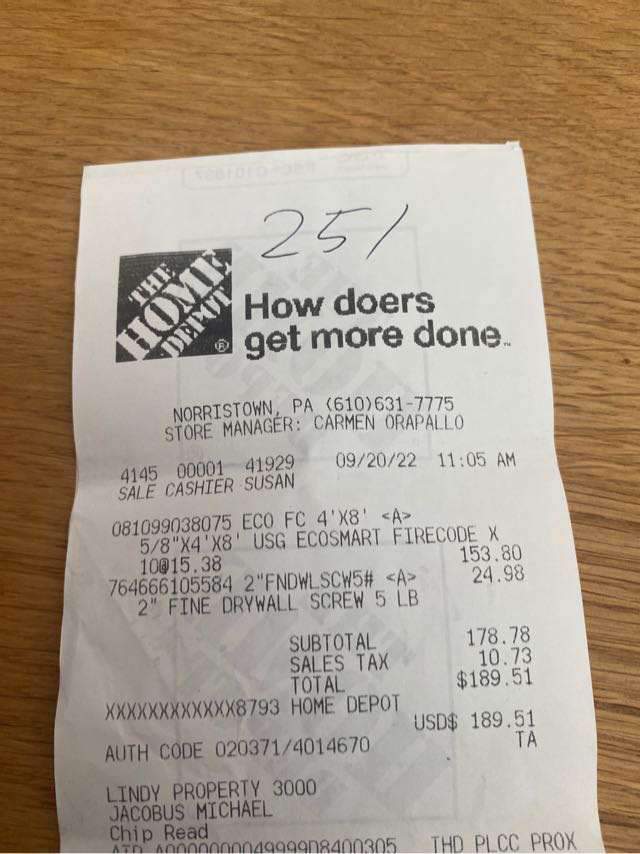 251
THE
HOME
DEPOT®
How doers
get more done.™
NORRISTOWN, PA (610)631-7775
STORE MANAGER: CARMEN ORAPALLO
4145 00001 41929 09/20/22 11:05 AM
SALE CASHIER SUSAN
081099038075 ECO FC 4'X8' <A>
5/8"X4'X8' USG ECOSMART FIRECODE X
10@15.38 153.80
764666105584 2"FNDWLSCW5# <A> 24.98
2" FINE DRYWALL SCREW 5 LB
SUBTOTAL 178.78
SALES TAX 10.73
TOTAL $189.51
XXXXXXXXXXXX8793 HOME DEPOT
USD$ 189.51
AUTH CODE 020371/4014670 TA
LINDY PROPERTY 3000
JACOBUS MICHAEL
Chip Read
THD PLCC PROX